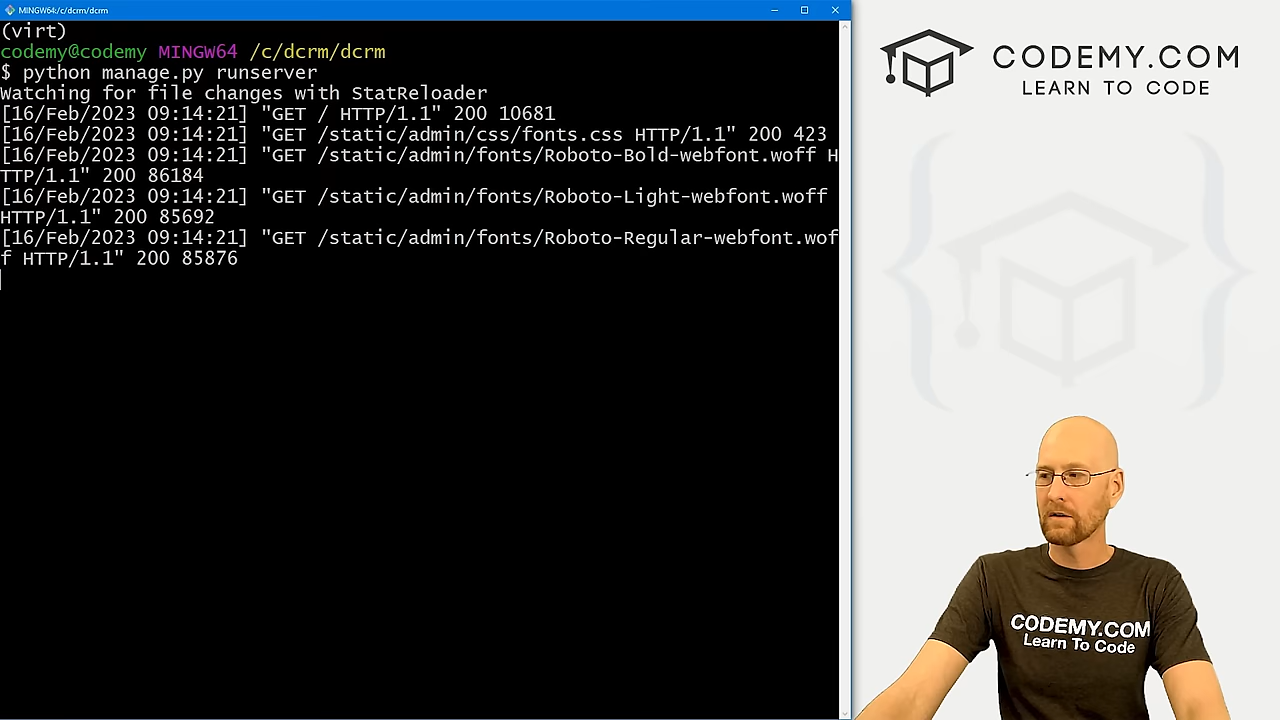 MINGW64:/c/dcrm/dcrm
(virt)
codemy@codemy MINGW64 /c/dcrm/dcrm
$ python manage.py runserver
Watching for file changes with StatReloader
[16/Feb/2023 09:14:21] "GET / HTTP/1.1" 200 10681
[16/Feb/2023 09:14:21] "GET /static/admin/css/fonts.css HTTP/1.1" 200 423
[16/Feb/2023 09:14:21] "GET /static/admin/fonts/Roboto-Bold-webfont.woff H
TTP/1.1" 200 86184
[16/Feb/2023 09:14:21] "GET /static/admin/fonts/Roboto-Light-webfont.woff
HTTP/1.1" 200 85692
[16/Feb/2023 09:14:21] "GET /static/admin/fonts/Roboto-Regular-webfont.wof
f HTTP/1.1" 200 85876
CODEMY.COM
LEARN TO CODE
CODEMY.COM
Learn To Code